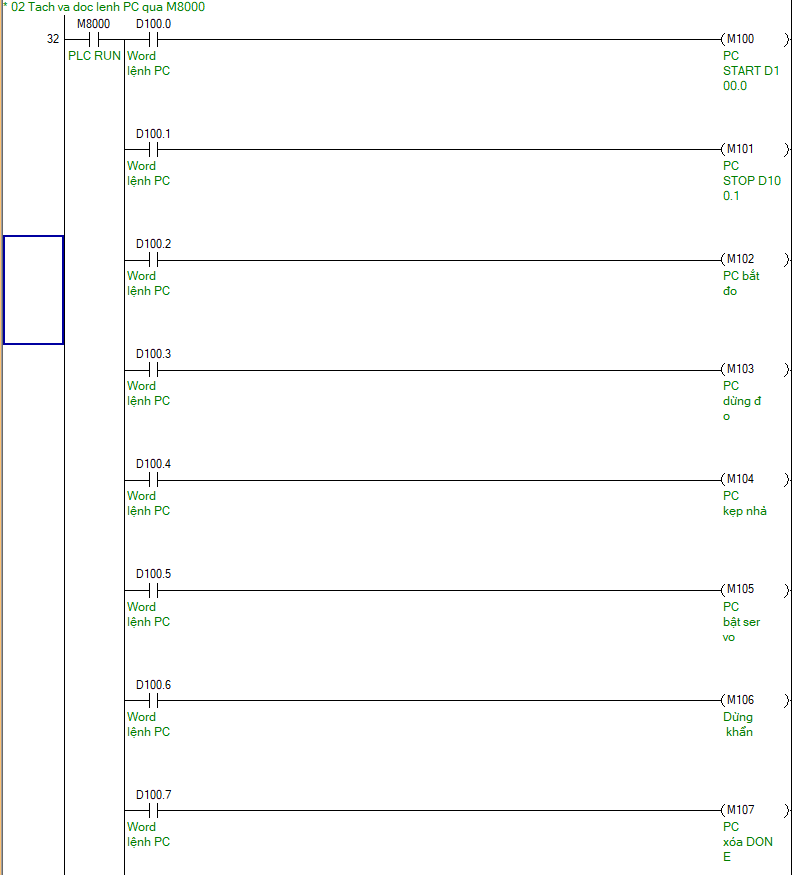 * 02 Tach va doc lenh PC qua M8000
M8000 D100.0
32 (M100 )
PLC RUN Word PC
lệnh PC START D1
00.0
D100.1
(M101 )
Word PC
lệnh PC STOP D10
0.1
D100.2
(M102 )
Word PC bắt
lệnh PC đo
D100.3
(M103 )
Word PC
lệnh PC dừng đ
o
D100.4
(M104 )
Word PC
lệnh PC kẹp nhả
D100.5
(M105 )
Word PC
lệnh PC bật ser
vo
D100.6
(M106 )
Word Dừng
lệnh PC khẩn
D100.7
(M107 )
Word PC
lệnh PC xóa DON
E